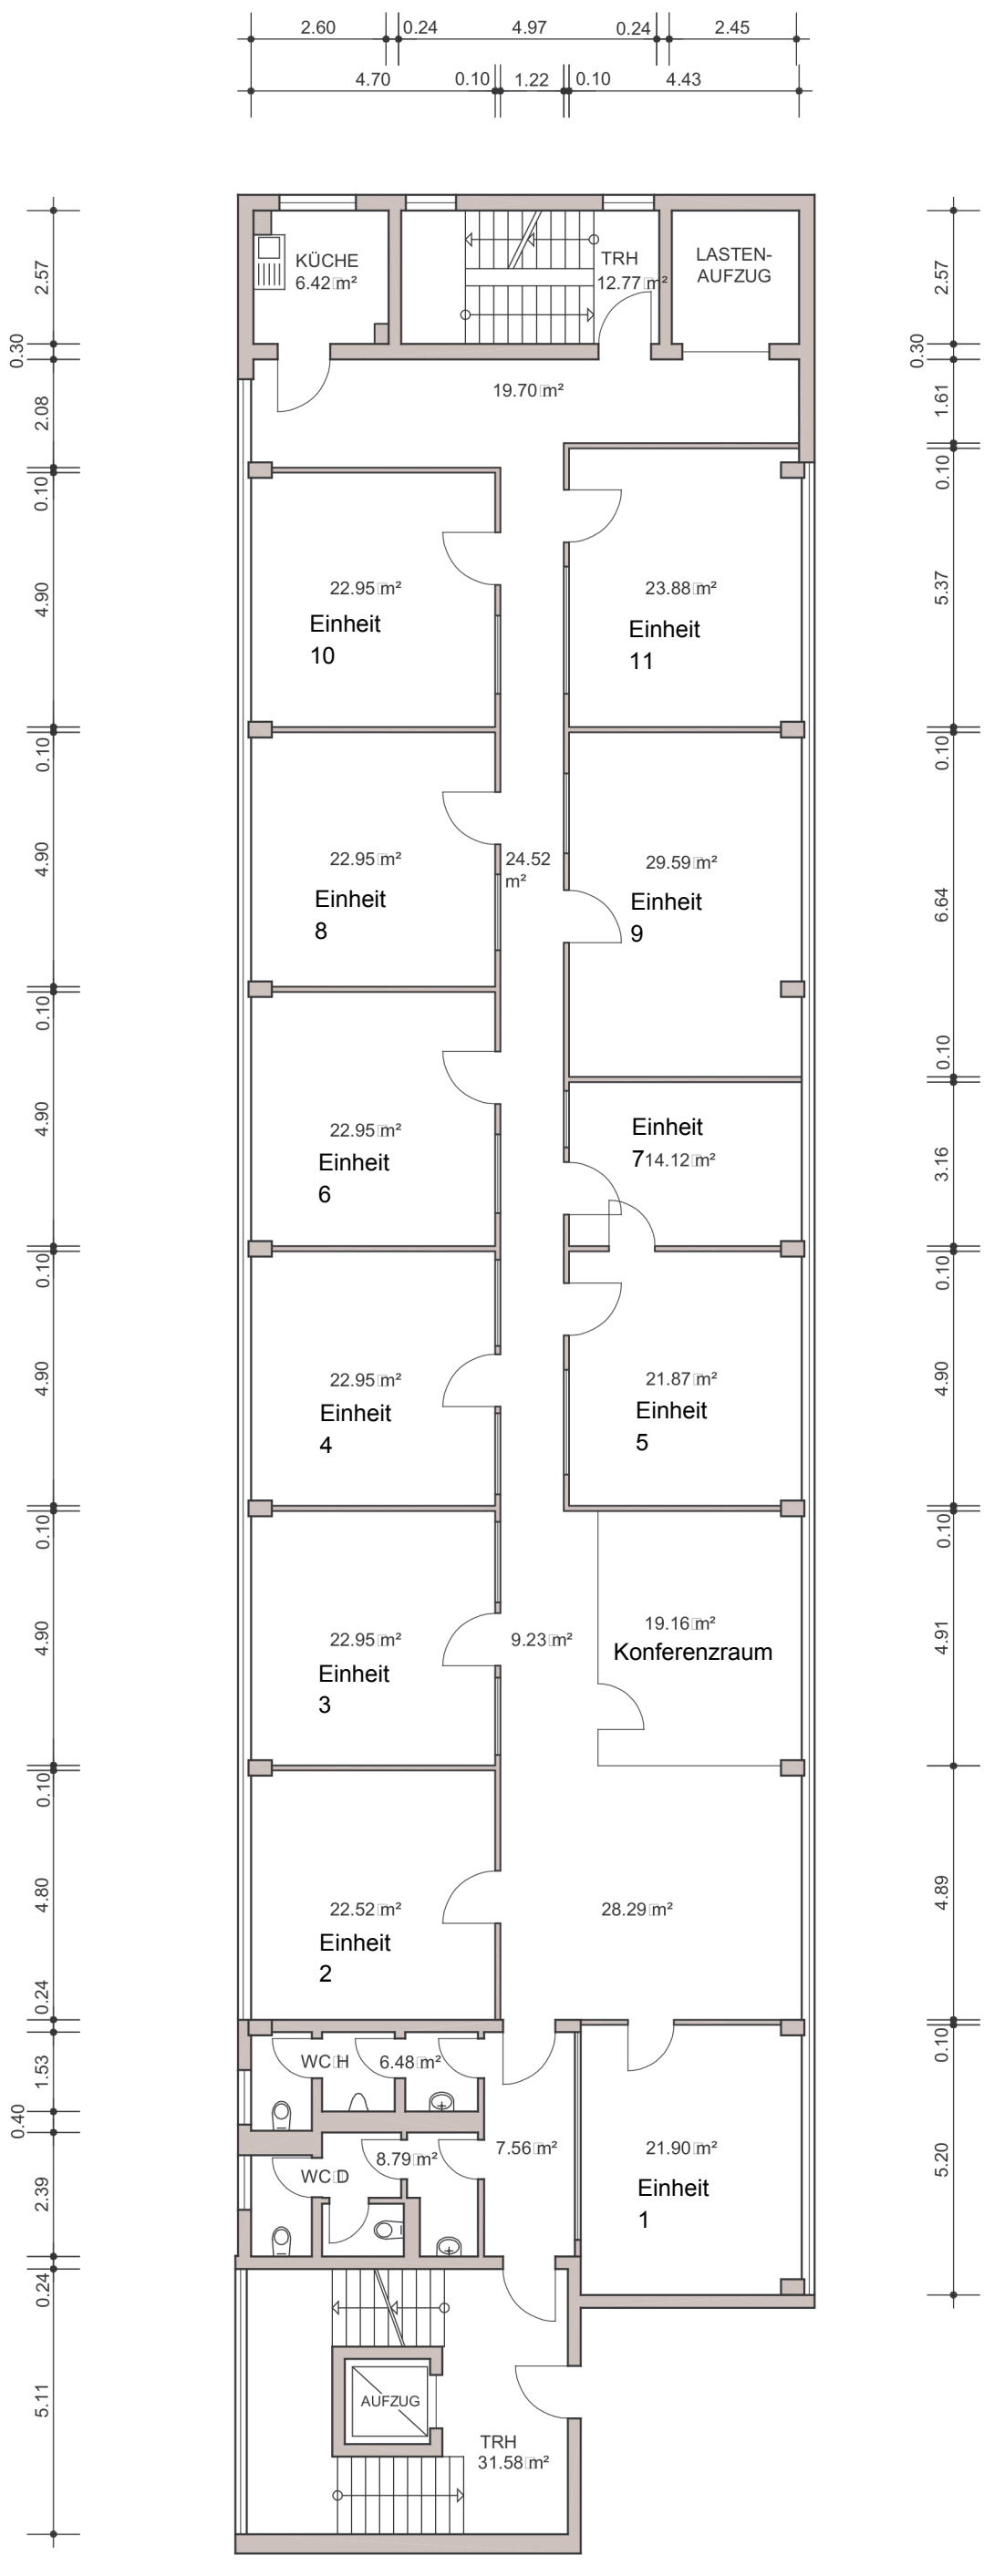 2.60 0.24 4.97 0.24 2.45
4.70 0.10 1.22 0.10 4.43
KÜCHE
6.42 m²
TRH
12.77 m²
LASTEN-
AUFZUG
2.57
2.57
0.30
0.30
19.70 m²
2.08
1.61
0.10
0.10
22.95 m²
Einheit
10
23.88 m²
Einheit
11
4.90
5.37
0.10
0.10
22.95 m²
Einheit
8
24.52
m²
29.59 m²
Einheit
9
4.90
6.64
0.10
0.10
22.95 m²
Einheit
6
Einheit
714.12 m²
4.90
3.16
0.10
0.10
22.95 m²
Einheit
4
21.87 m²
Einheit
5
4.90
4.90
0.10
0.10
22.95 m²
Einheit
3
9.23 m²
19.16 m²
Konferenzraum
4.90
4.91
0.10
22.52 m²
Einheit
2
28.29 m²
4.80
4.89
0.24
0.10
WC H 6.48 m²
1.53
0.40
WC D 8.79 m²
7.56 m²
21.90 m²
Einheit
1
2.39
5.20
0.24
AUFZUG
TRH
31.58 m²
5.11